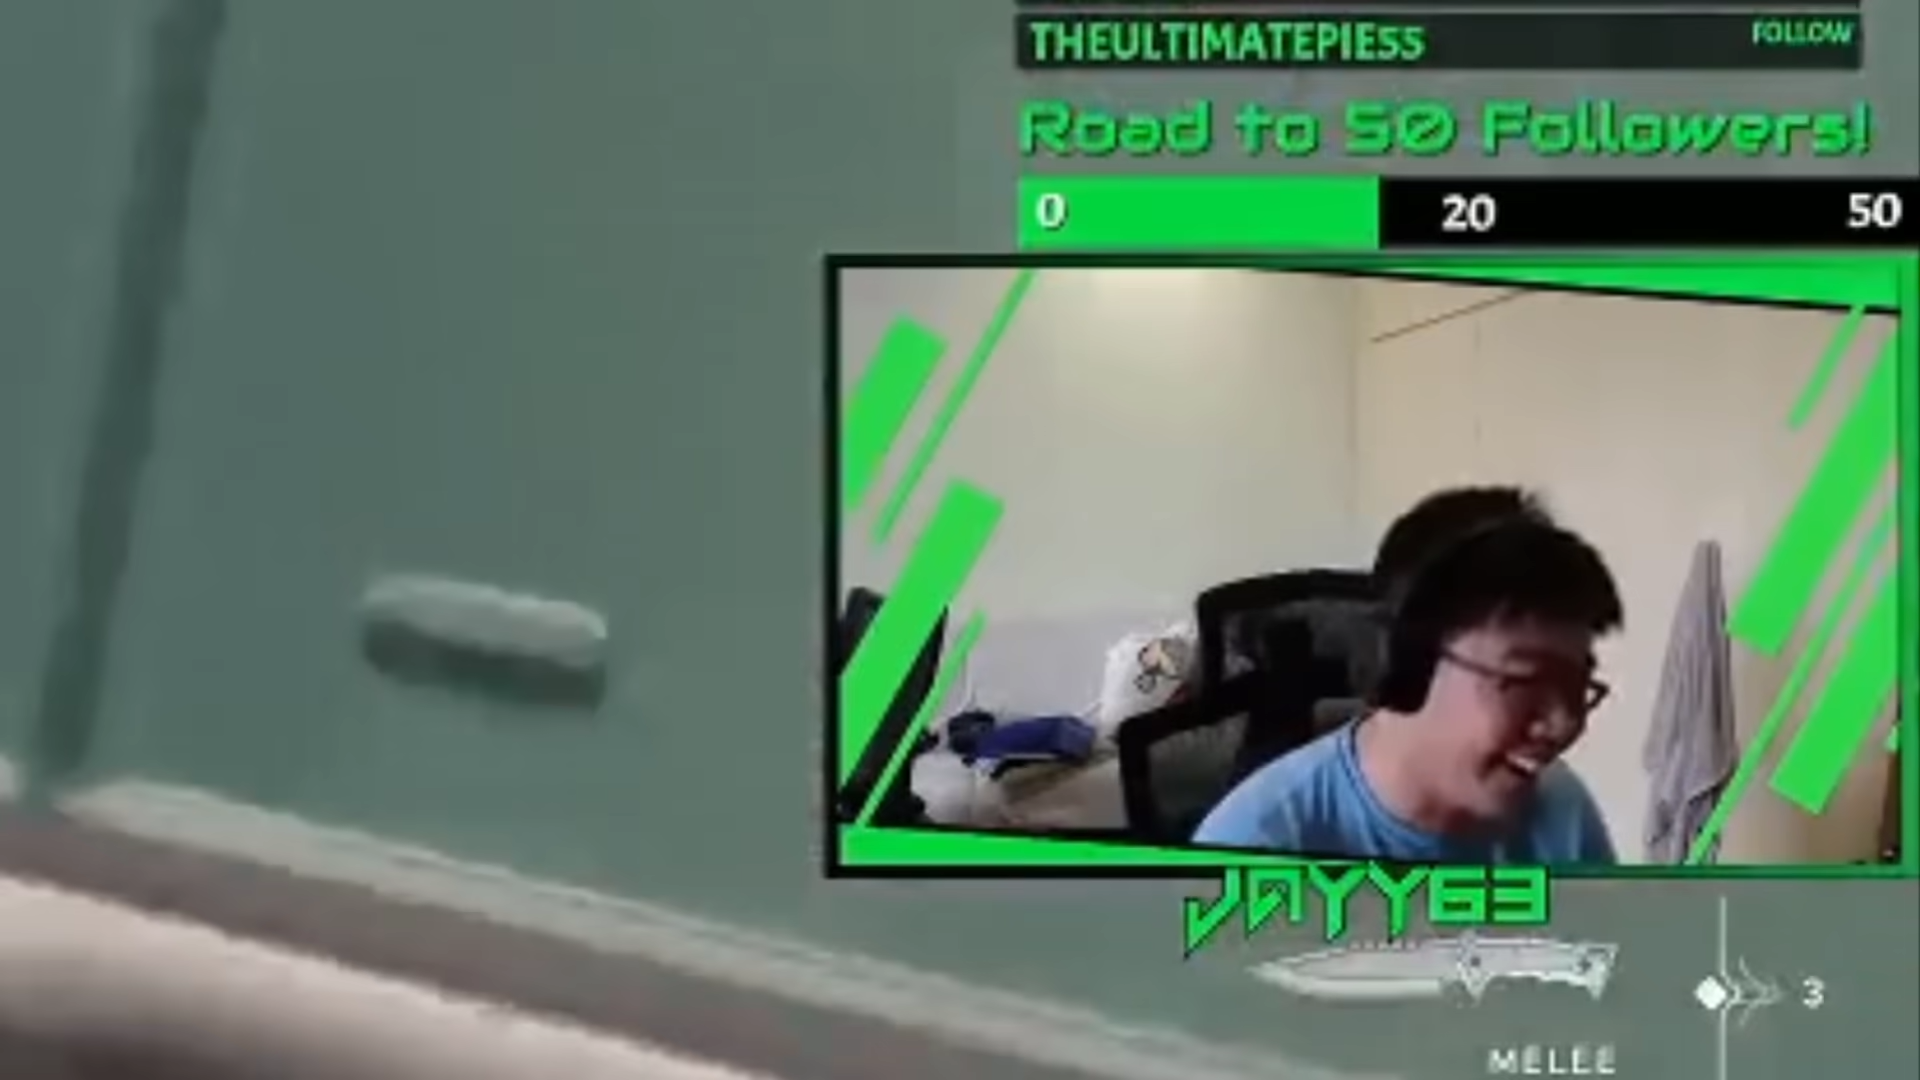 THEULTIMATEPIESS FOLLOW
Road to 50 Followers!
0 20 50
JAYY63
3
MELEE